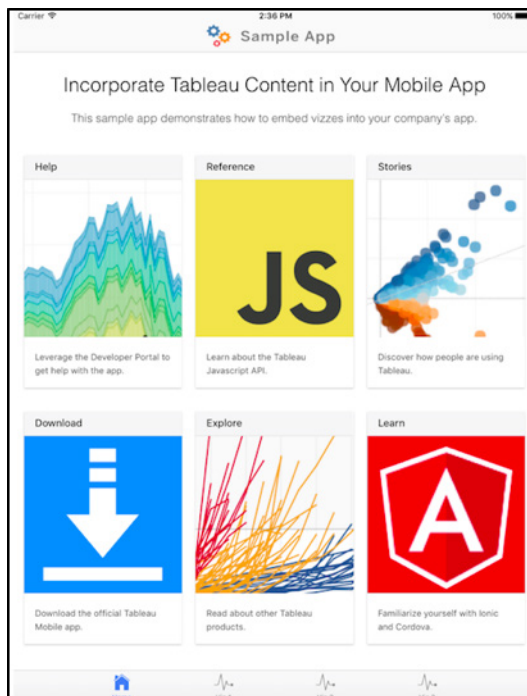 Carrier 2:36 PM 100%
Sample App
Incorporate Tableau Content in Your Mobile App
This sample app demonstrates how to embed vizzes into your company's app.
Help
Leverage the Developer Portal to
get help with the app.
Reference
JS
Learn about the Tableau
Javascript API.
Stories
Discover how people are using
Tableau.
Download
Download the official Tableau
Mobile app.
Explore
Read about other Tableau
products.
Learn
A
Familiarize yourself with Ionic
and Cordova.